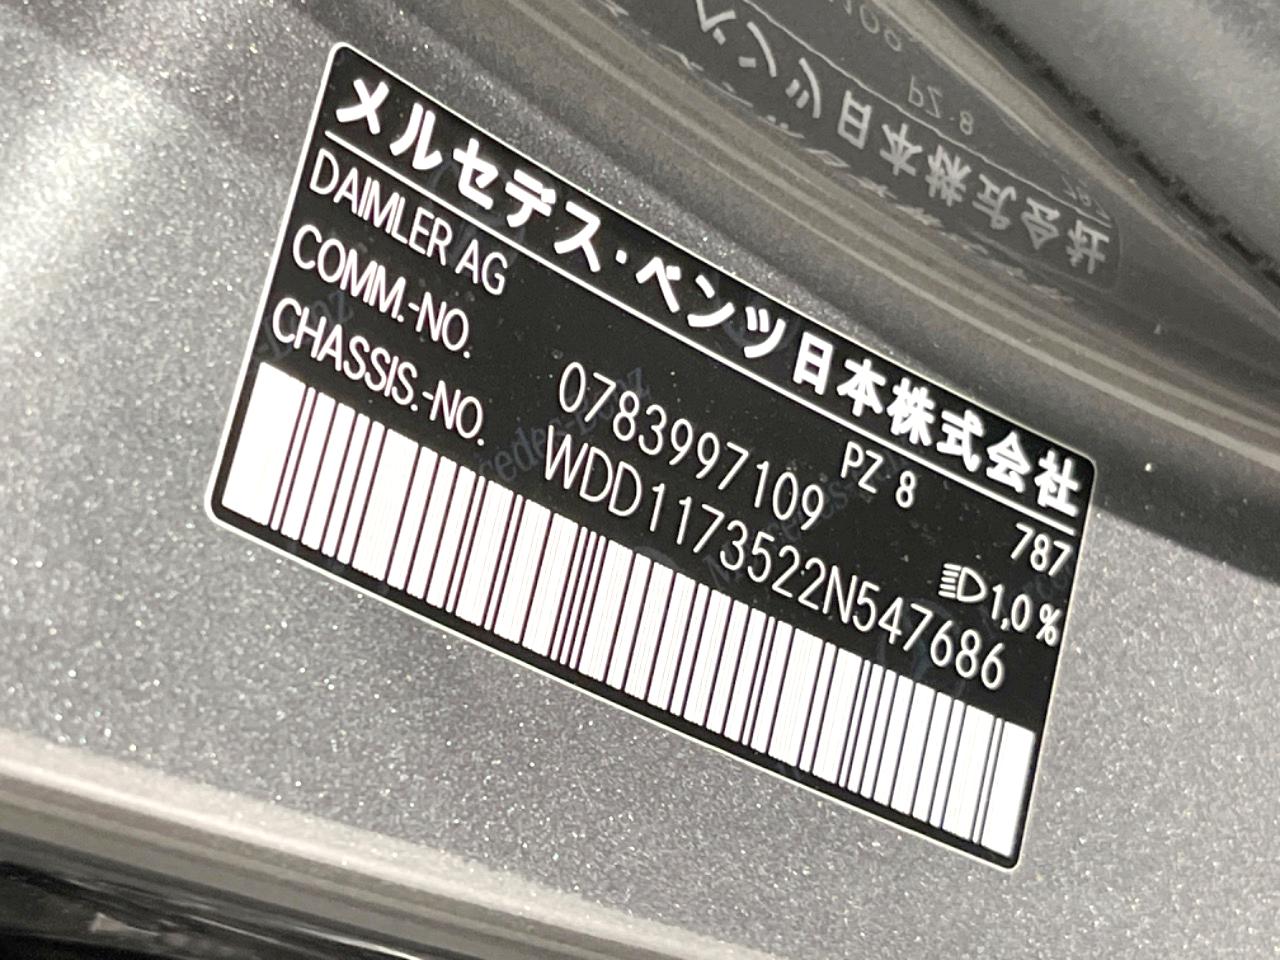 メルセデス・ベンツ日本株式会社
DAIMLER AG PZ 8 787
COMM.-NO. 0783997109 1,0 %
CHASSIS.-NO. WDD1173522N547686